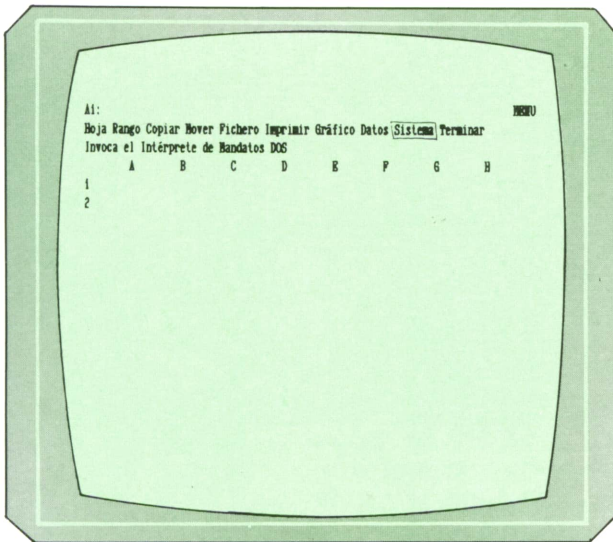 A1: MENU
Hoja Rango Copiar Mover Fichero Imprimir Gráfico Datos Sistema Terminar
Invoca el Intérprete de Mandatos DOS
A B C D E F G H
1
2